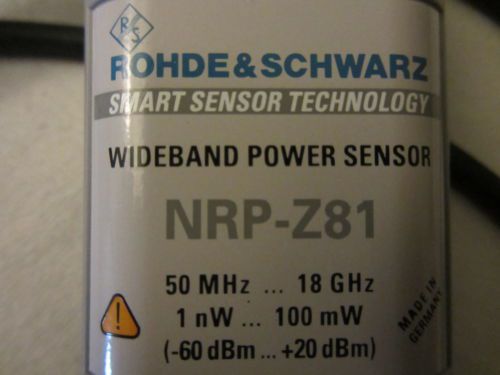 R S
ROHDE&SCHWARZ
SMART SENSOR TECHNOLOGY
WIDEBAND POWER SENSOR
NRP-Z81
50 MHz ... 18 GHz
1 nW ... 100 mW
(-60 dBm ... +20 dBm)
!
MADE IN
GERMANY